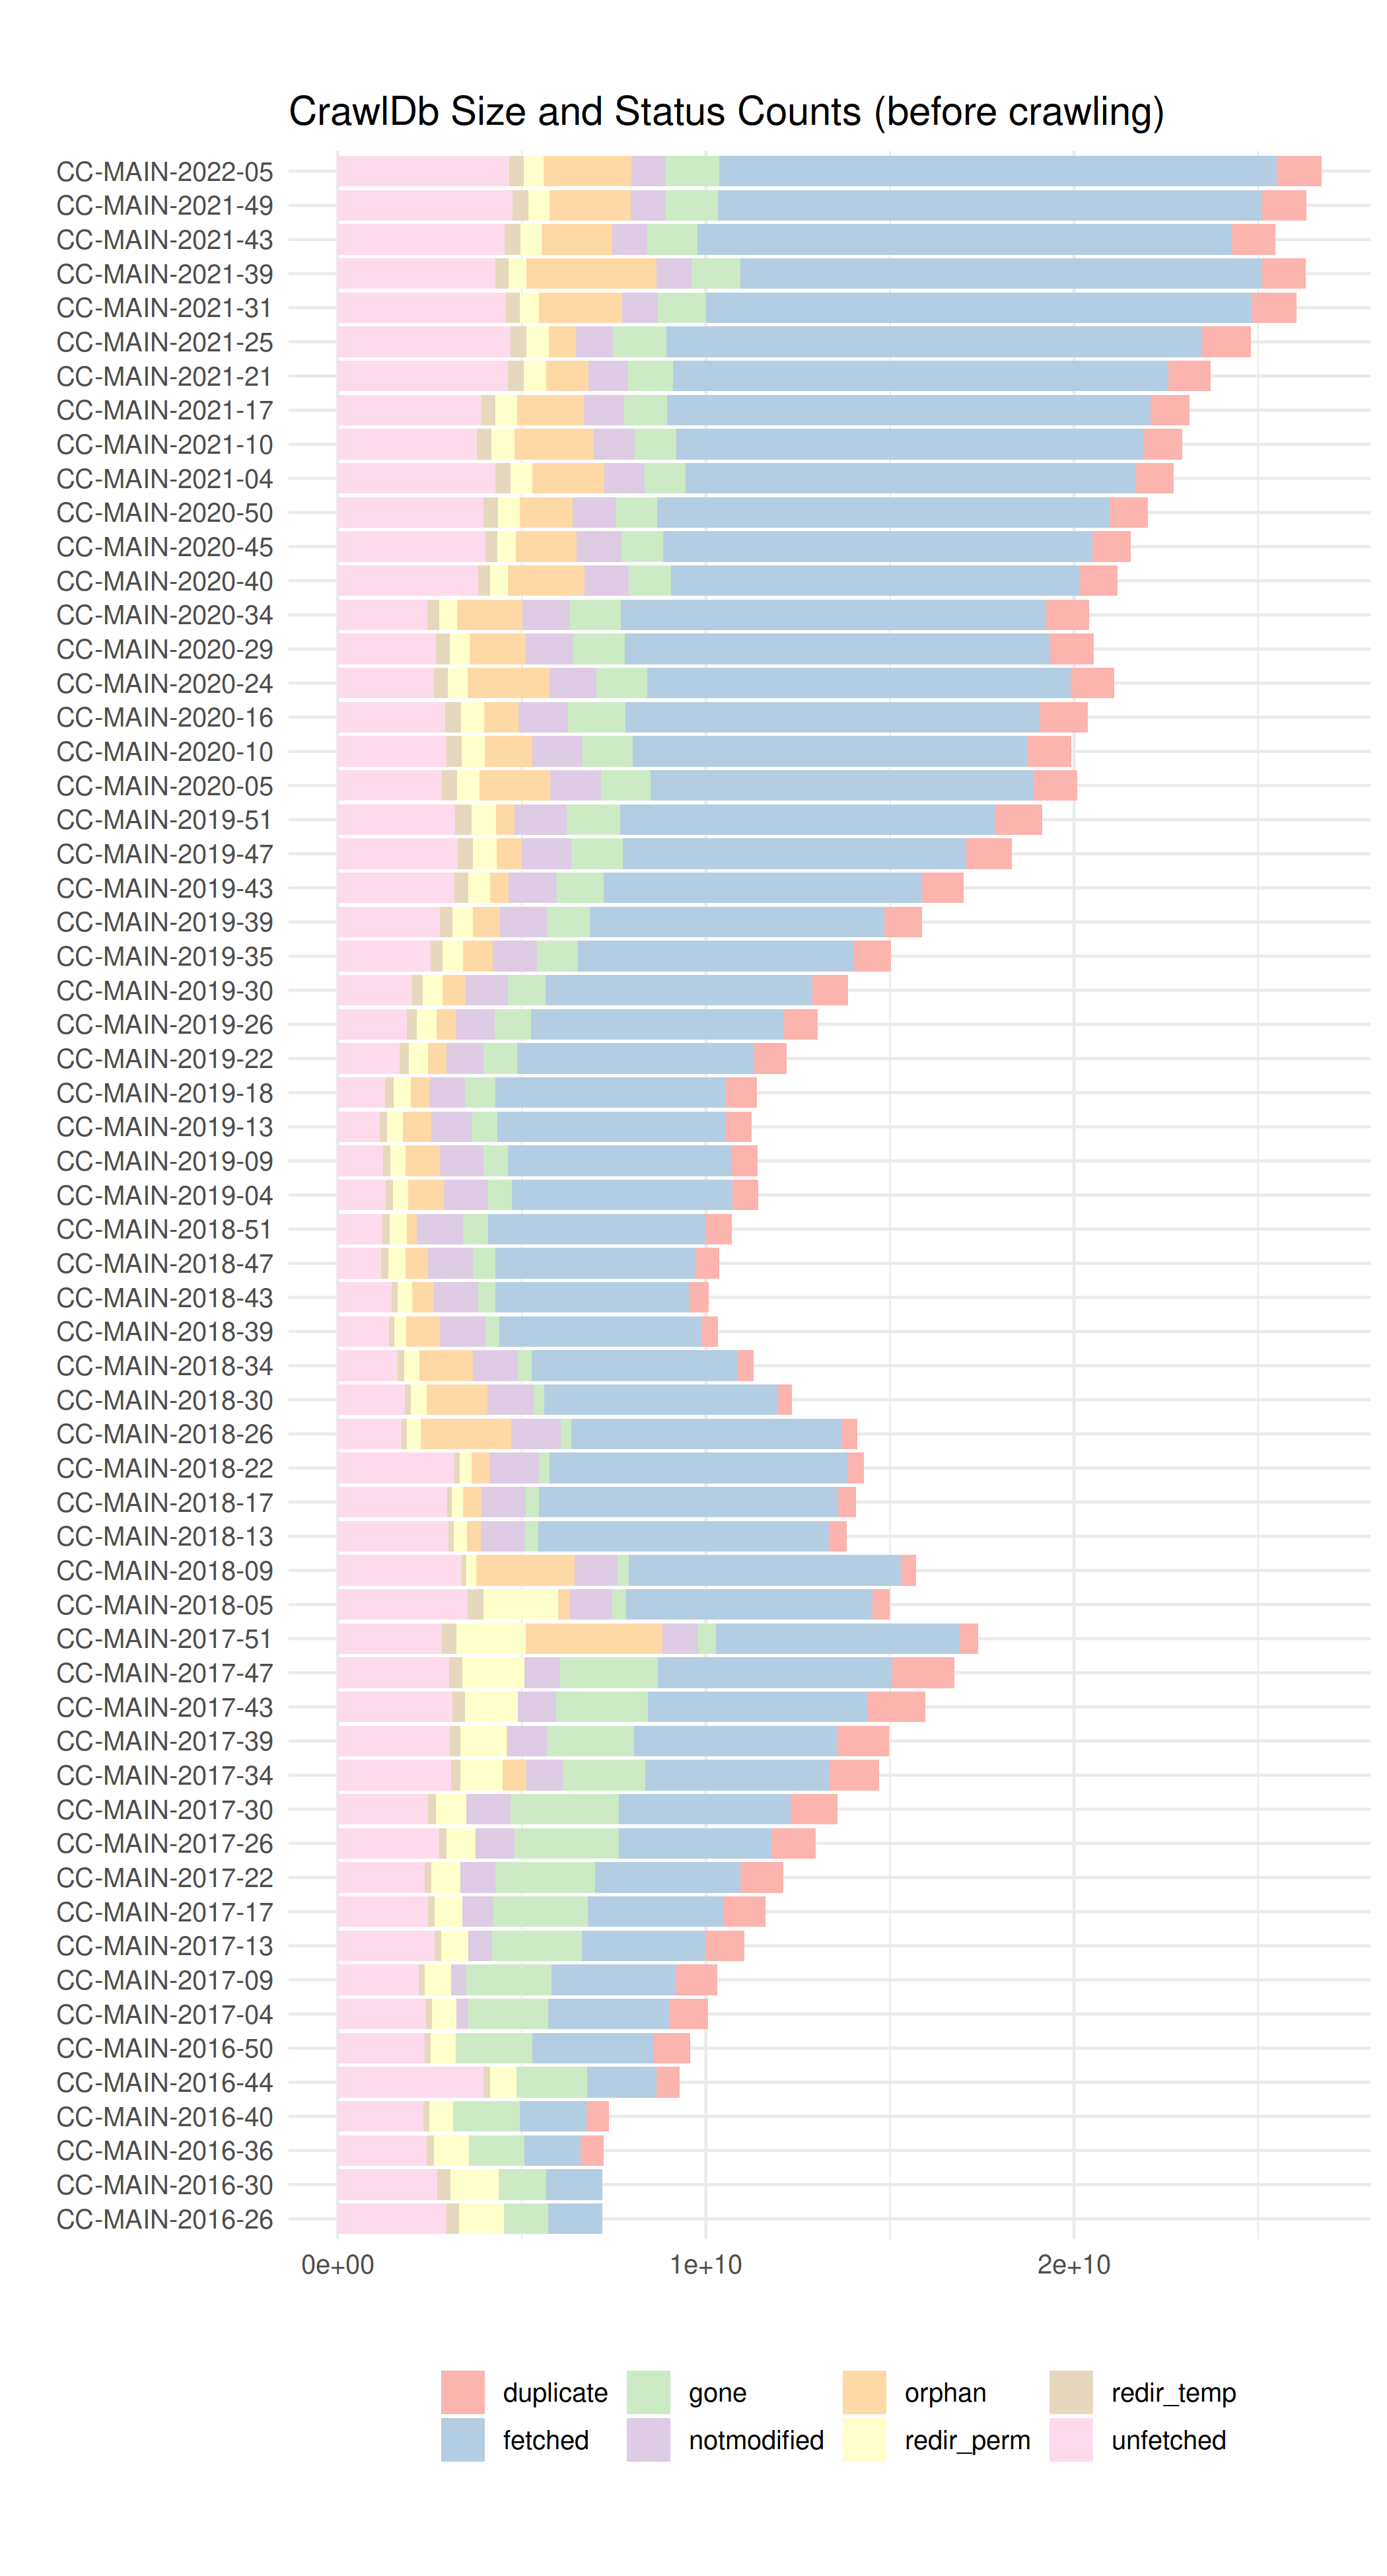 CrawlDb Size and Status Counts (before crawling)
CC-MAIN-2022-05
CC-MAIN-2021-49
CC-MAIN-2021-43
CC-MAIN-2021-39
CC-MAIN-2021-31
CC-MAIN-2021-25
CC-MAIN-2021-21
CC-MAIN-2021-17
CC-MAIN-2021-10
CC-MAIN-2021-04
CC-MAIN-2020-50
CC-MAIN-2020-45
CC-MAIN-2020-40
CC-MAIN-2020-34
CC-MAIN-2020-29
CC-MAIN-2020-24
CC-MAIN-2020-16
CC-MAIN-2020-10
CC-MAIN-2020-05
CC-MAIN-2019-51
CC-MAIN-2019-47
CC-MAIN-2019-43
CC-MAIN-2019-39
CC-MAIN-2019-35
CC-MAIN-2019-30
CC-MAIN-2019-26
CC-MAIN-2019-22
CC-MAIN-2019-18
CC-MAIN-2019-13
CC-MAIN-2019-09
CC-MAIN-2019-04
CC-MAIN-2018-51
CC-MAIN-2018-47
CC-MAIN-2018-43
CC-MAIN-2018-39
CC-MAIN-2018-34
CC-MAIN-2018-30
CC-MAIN-2018-26
CC-MAIN-2018-22
CC-MAIN-2018-17
CC-MAIN-2018-13
CC-MAIN-2018-09
CC-MAIN-2018-05
CC-MAIN-2017-51
CC-MAIN-2017-47
CC-MAIN-2017-43
CC-MAIN-2017-39
CC-MAIN-2017-34
CC-MAIN-2017-30
CC-MAIN-2017-26
CC-MAIN-2017-22
CC-MAIN-2017-17
CC-MAIN-2017-13
CC-MAIN-2017-09
CC-MAIN-2017-04
CC-MAIN-2016-50
CC-MAIN-2016-44
CC-MAIN-2016-40
CC-MAIN-2016-36
CC-MAIN-2016-30
CC-MAIN-2016-26
0e+00 1e+10 2e+10
duplicate gone orphan redir_temp
fetched notmodified redir_perm unfetched